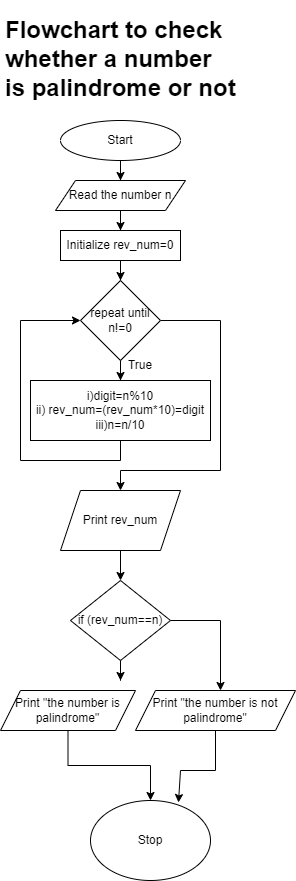 Flowchart to check
whether a number
is palindrome or not
Start
Read the number n
Initialize rev_num=0
repeat until
n!=0
True
i)digit=n%10
ii) rev_num=(rev_num*10)=digit
iii)n=n/10
Print rev_num
if (rev_num==n)
Print "the number is
palindrome"
Print "the number is not
palindrome"
Stop